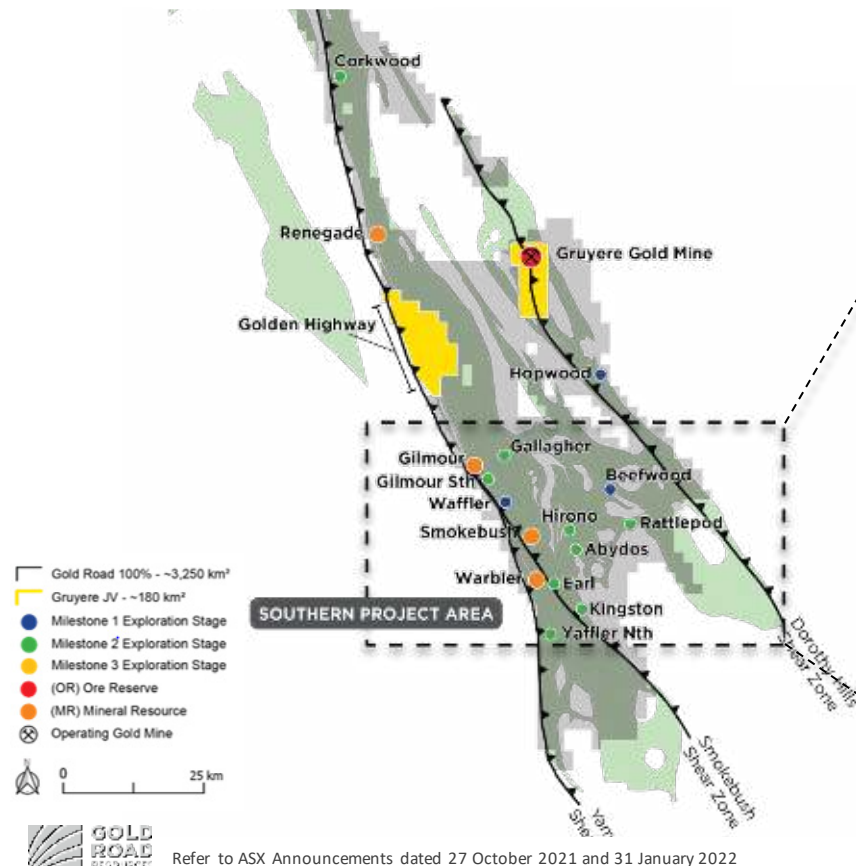 Corkwood
Renegade
Gruyere Gold Mine
Golden Highway
Hopwood
Gallagher
Gilmour
Gilmour Sth
Beefwood
Waffler
Hirono
Rattlepod
Smokebush
Abydos
Warbler
Earl
Kingston
Yaffler Nth
SOUTHERN PROJECT AREA
Dorothy Hills
Shear Zone
Smokebush
Shear Zone
Gold Road 100% - ~3,250 km²
Gruyere JV - ~180 km²
Milestone 1 Exploration Stage
Milestone 2 Exploration Stage
Milestone 3 Exploration Stage
(OR) Ore Reserve
(MR) Mineral Resource
Operating Gold Mine
N
0 25 km
GOLD
ROAD
Refer to ASX Announcements dated 27 October 2021 and 31 January 2022